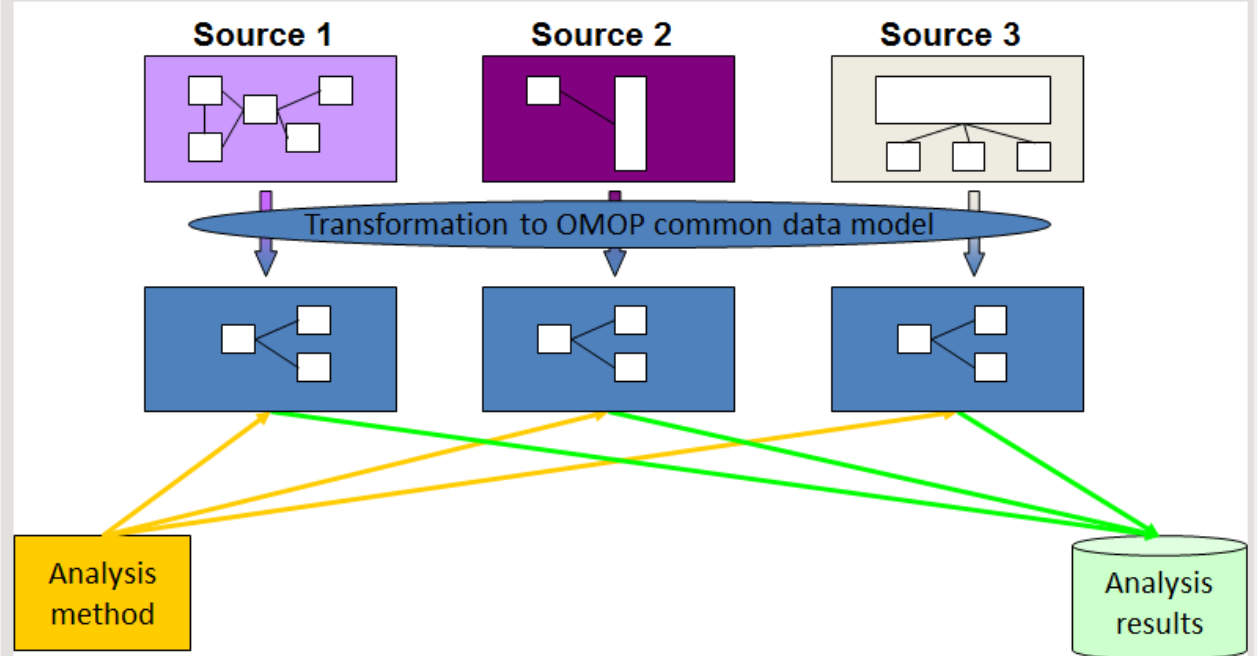 Source 1
Source 2
Source 3
Transformation to OMOP common data model
Analysis
method
Analysis
results